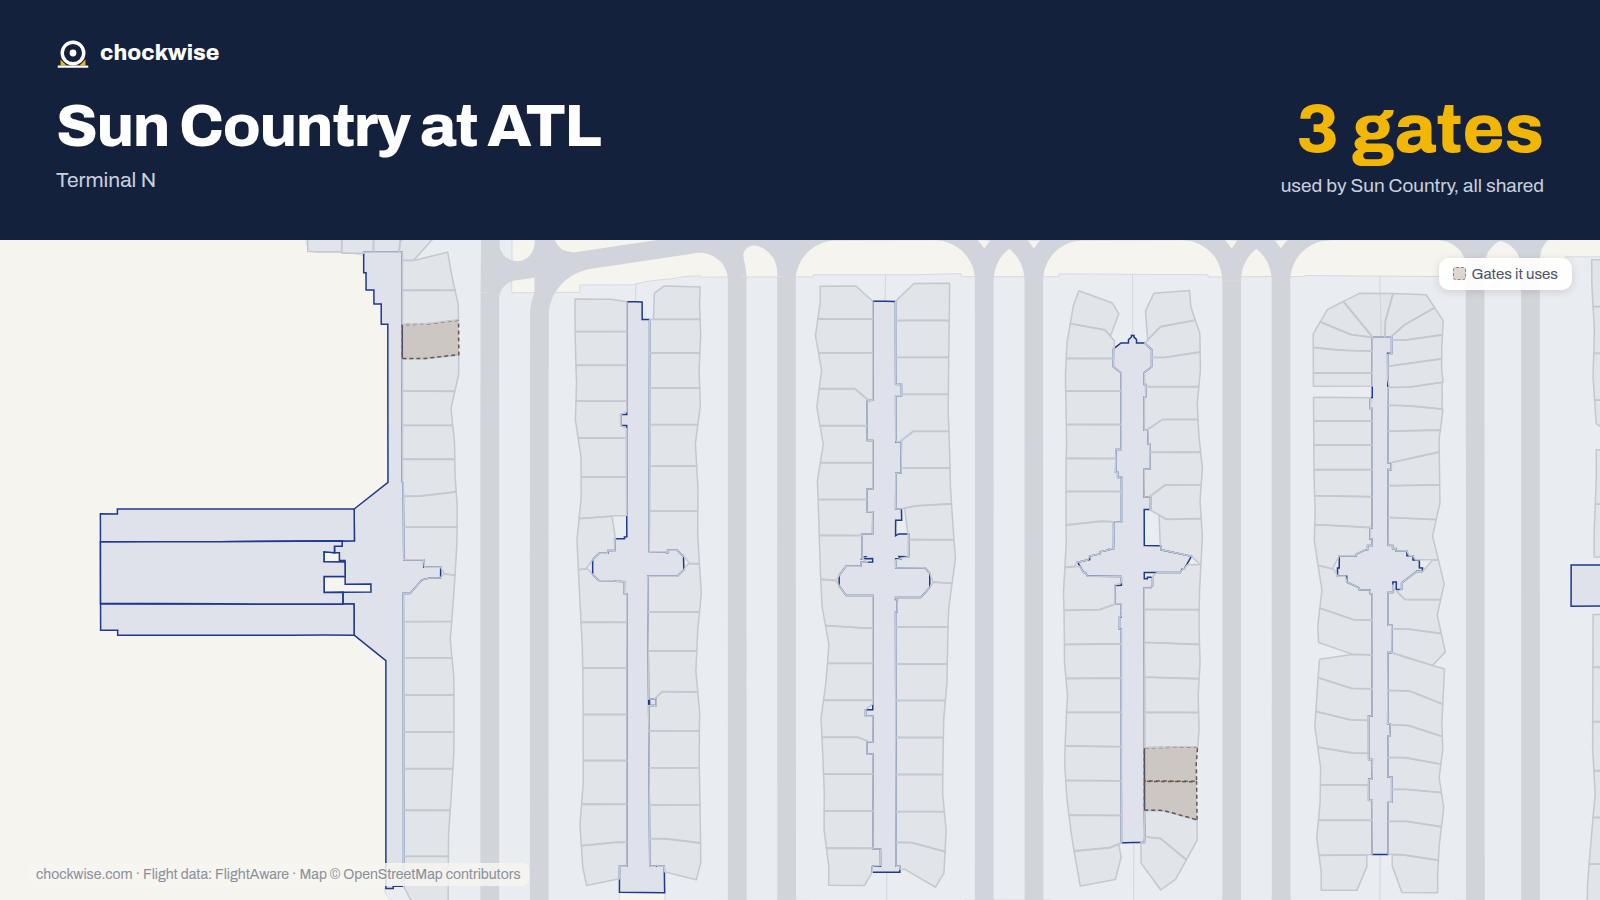 chockwise
Sun Country at ATL
Terminal N
3 gates
used by Sun Country, all shared
Gates it uses
chockwise.com · Flight data: FlightAware · Map © OpenStreetMap contributors